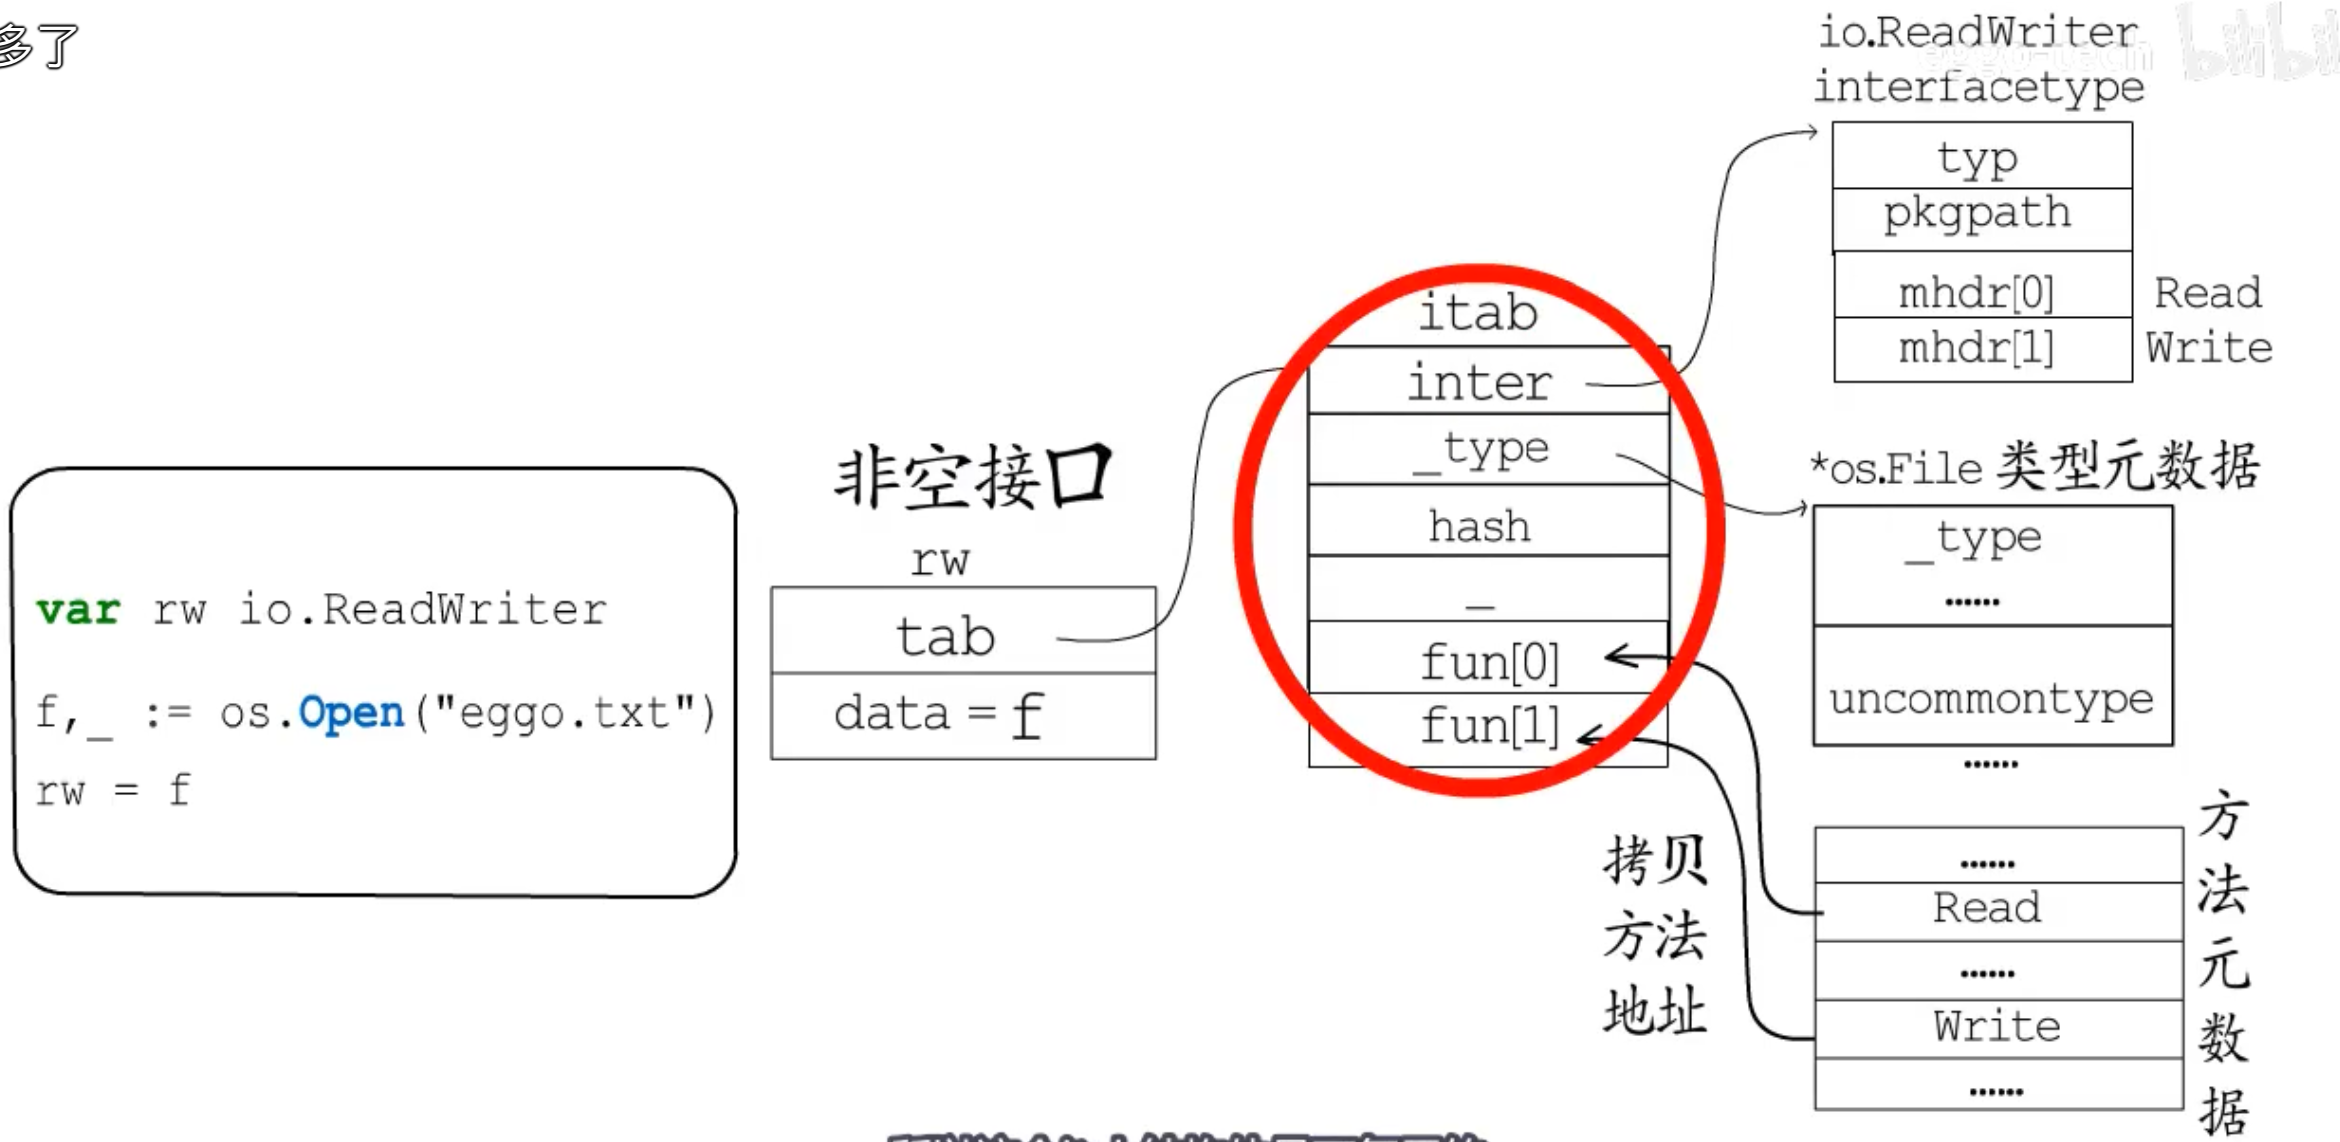 多了
io.ReadWriter
eggo-tech
bilibili
interfacetype
typ
pkgpath
mhdr[0] Read
mhdr[1] Write
itab
inter
_type
hash
_
fun[0]
fun[1]
非空接口
rw
tab
data = f
var rw io.ReadWriter
f,_ := os.Open("eggo.txt")
rw = f
*os.File 类型元数据
_type
......
uncommontype
......
拷贝
方法
地址
......
Read
......
Write
......
方法元数据